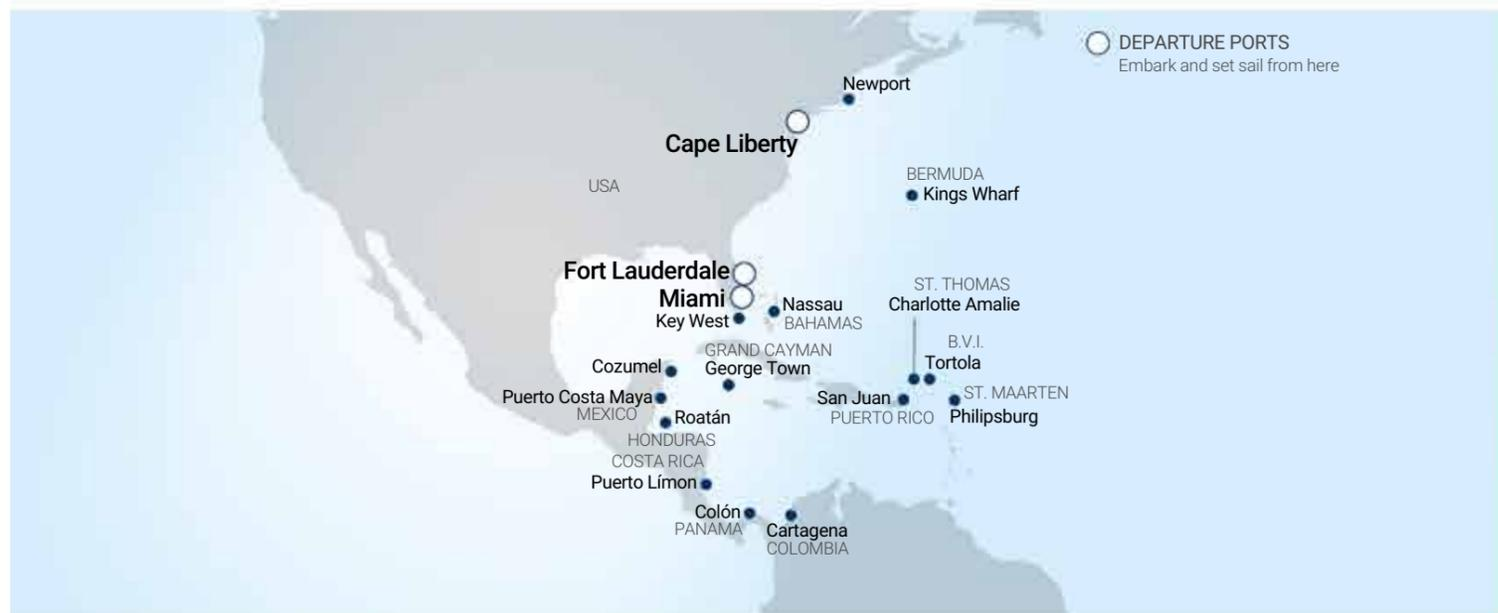 DEPARTURE PORTS
Embark and set sail from here
Newport
Cape Liberty
USA
BERMUDA
Kings Wharf
Fort Lauderdale
Miami
Key West
Nassau
BAHAMAS
ST. THOMAS
Charlotte Amalie
B.V.I.
Tortola
GRAND CAYMAN
George Town
Cozumel
Puerto Costa Maya
MEXICO
Roatán
HONDURAS
San Juan
PUERTO RICO
ST. MAARTEN
Philipsburg
COSTA RICA
Puerto Límon
Colón
PANAMA
Cartagena
COLOMBIA